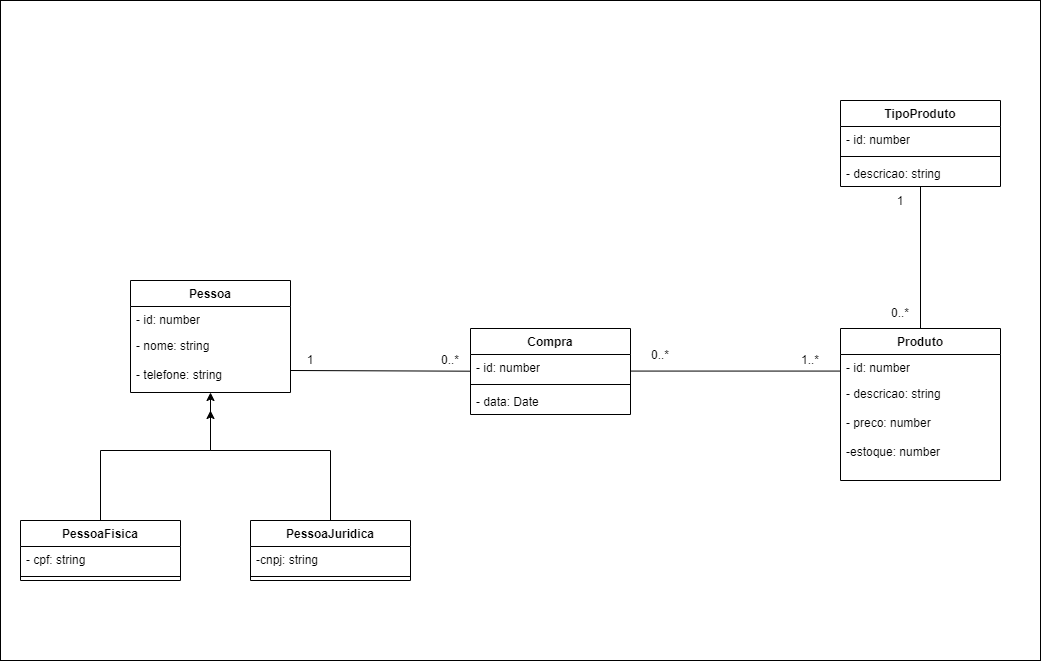 TipoProduto
- id: number
- descricao: string
1
0..*
Pessoa
- id: number
- nome: string
- telefone: string
1
0..*
Compra
- id: number
- data: Date
0..*
1..*
Produto
- id: number
- descricao: string
- preco: number
-estoque: number
PessoaFisica
- cpf: string
PessoaJuridica
-cnpj: string